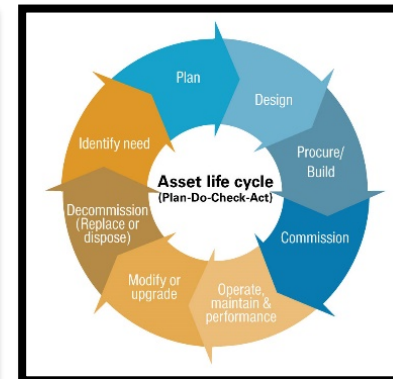 Plan
Design
Procure/
Build
Commission
Operate,
maintain &
performance
Modify or
upgrade
Decommission
(Replace or
dispose)
Identify need
Asset life cycle
(Plan-Do-Check-Act)